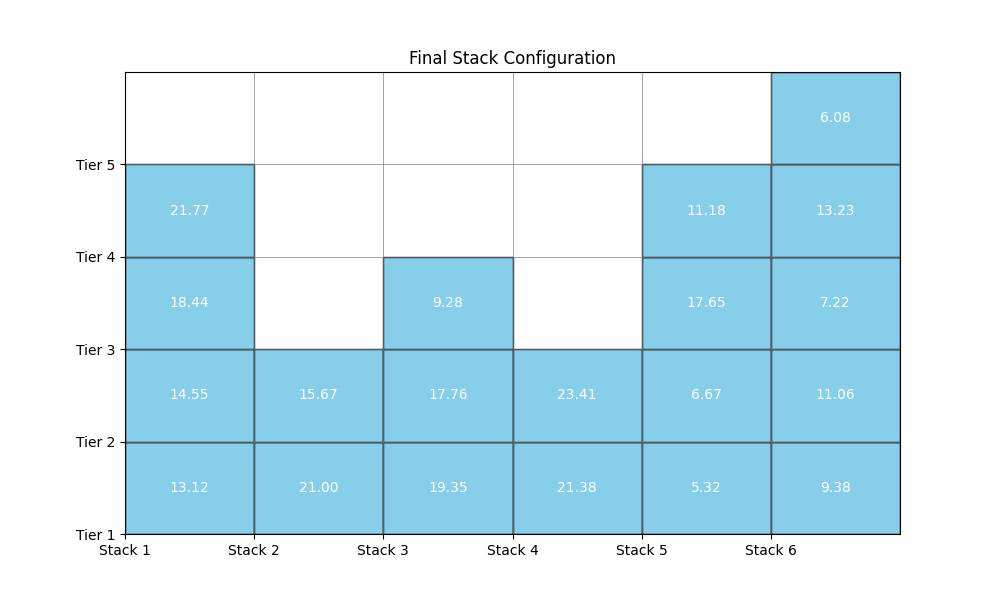 Final Stack Configuration
6.08
Tier 5
21.77 11.18 13.23
Tier 4
18.44 9.28 17.65 7.22
Tier 3
14.55 15.67 17.76 23.41 6.67 11.06
Tier 2
13.12 21.00 19.35 21.38 5.32 9.38
Tier 1
Stack 1 Stack 2 Stack 3 Stack 4 Stack 5 Stack 6